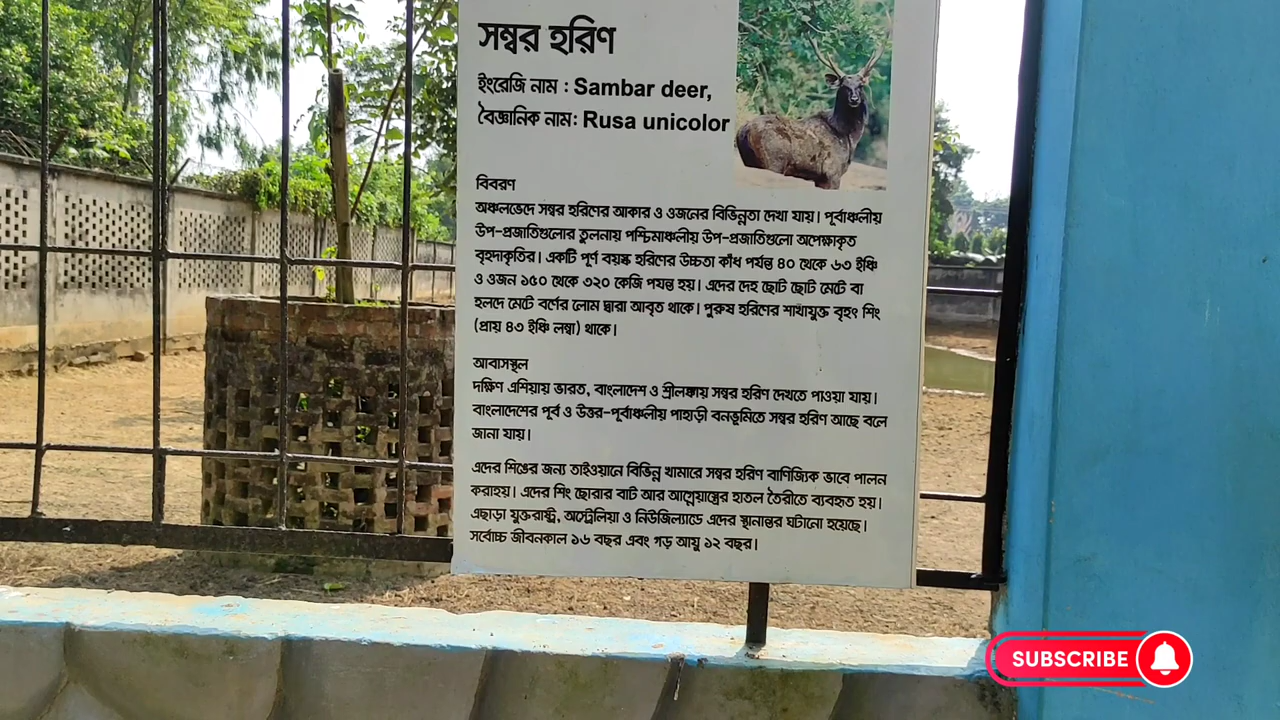 সম্বর হরিণ
ইংরেজি নাম : Sambar deer,
বৈজ্ঞানিক নাম: Rusa unicolor
বিবরণ
অঞ্চলভেদে সম্বর হরিণের আকার ও ওজনের বিভিন্নতা দেখা যায়। পূর্বাঞ্চলীয়
উপ-প্রজাতিগুলোর তুলনায় পশ্চিমাঞ্চলীয় উপ-প্রজাতিগুলো অপেক্ষাকৃত
বৃহদাকৃতির। একটি পূর্ণ বয়স্ক হরিণের উচ্চতা কাঁধ পর্যন্ত ৪০ থেকে ৬৩ ইঞ্চি
ও ওজন ১৫০ থেকে ৩২০ কেজি পযন্ত হয়। এদের দেহ ছোট ছোট মেটে বা
হলদে মেটে বর্ণের লোম দ্বারা আবৃত থাকে। পুরুষ হরিণের শাখাযুক্ত বৃহৎ শিং
(প্রায় ৪৩ ইঞ্চি লম্বা) থাকে।
আবাসস্থল
দক্ষিণ এশিয়ায় ভারত, বাংলাদেশ ও শ্রীলঙ্কায় সম্বর হরিণ দেখতে পাওয়া যায়।
বাংলাদেশের পূর্ব ও উত্তর-পূর্বাঞ্চলীয় পাহাড়ী বনভূমিতে সম্বর হরিণ আছে বলে
জানা যায়।
এদের শিঙের জন্য তাইওয়ানে বিভিন্ন খামারে সম্বর হরিণ বাণিজ্যিক ভাবে পালন
করাহয়। এদের শিং ছোরার বাট আর আগ্নেয়াস্ত্রের হাতল তৈরীতে ব্যবহৃত হয়।
এছাড়া যুক্তরাষ্ট্র, অস্ট্রেলিয়া ও নিউজিল্যান্ডে এদের স্থানান্তর ঘটানো হয়েছে।
সর্বোচ্চ জীবনকাল ১৬ বছর এবং গড় আয়ু ১২ বছর।
SUBSCRIBE